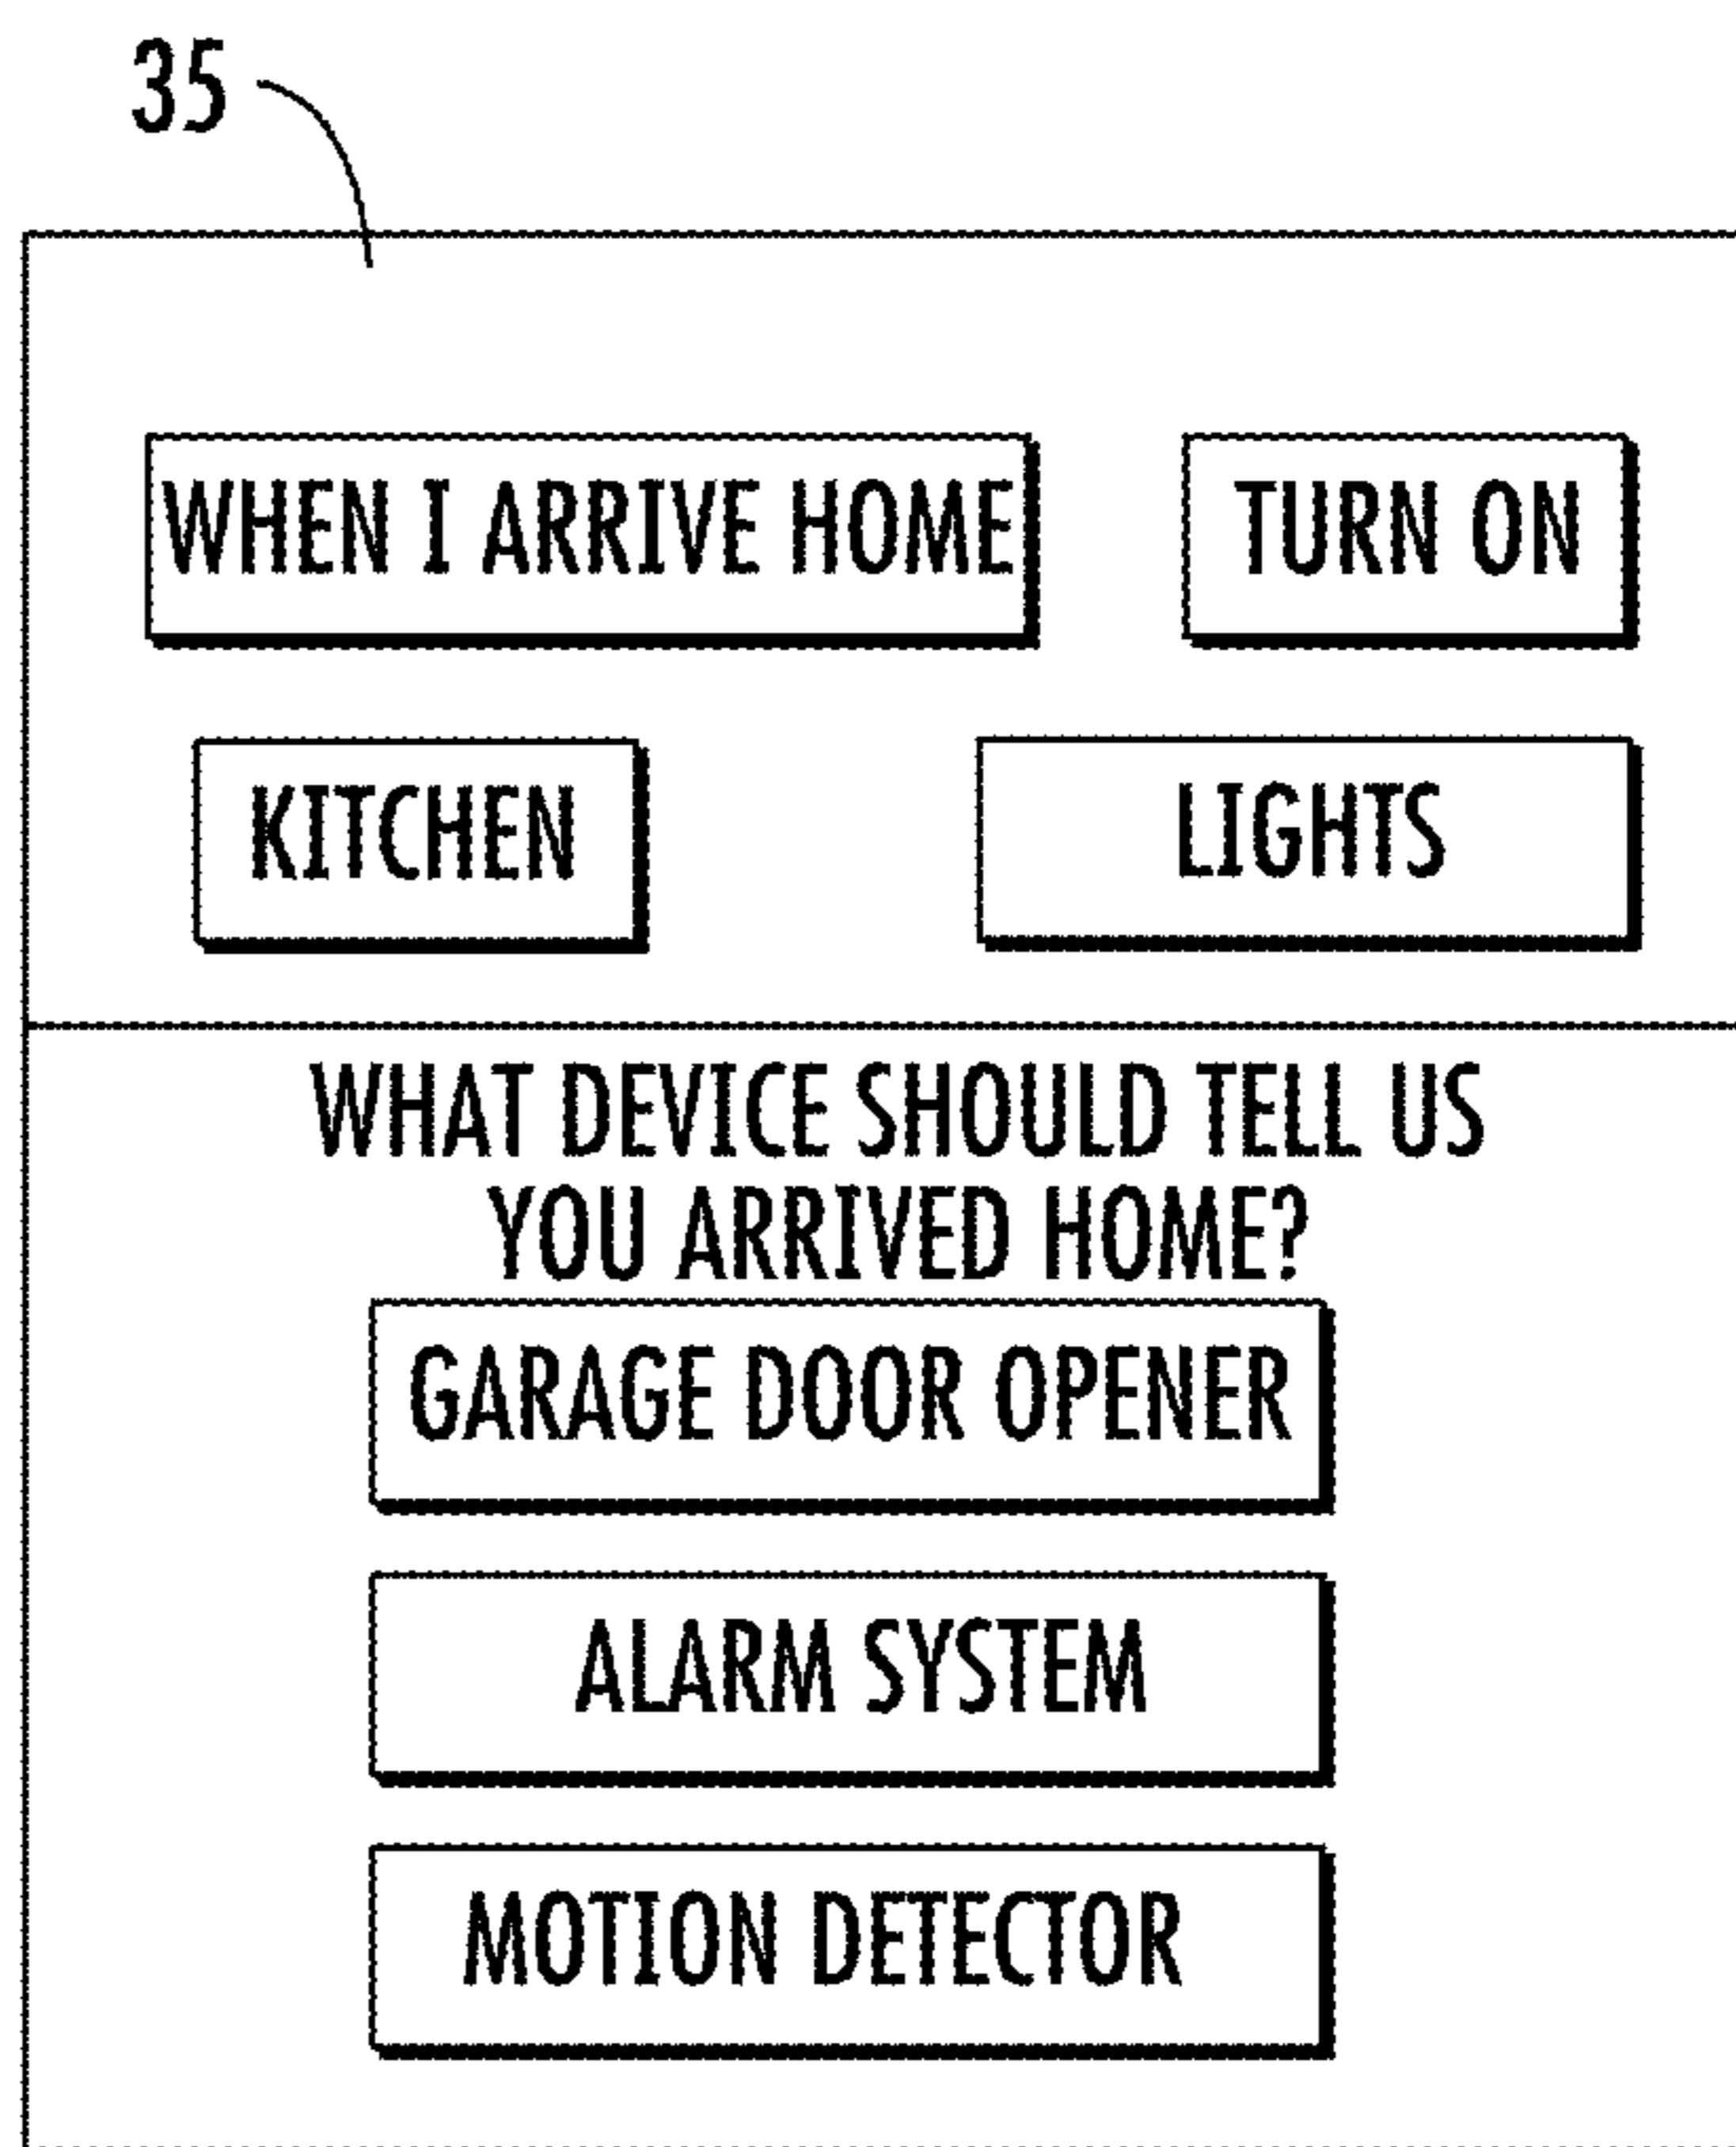 35
WHEN I ARRIVE HOME
TURN ON
KITCHEN
LIGHTS
WHAT DEVICE SHOULD TELL US
YOU ARRIVED HOME?
GARAGE DOOR OPENER
ALARM SYSTEM
MOTION DETECTOR